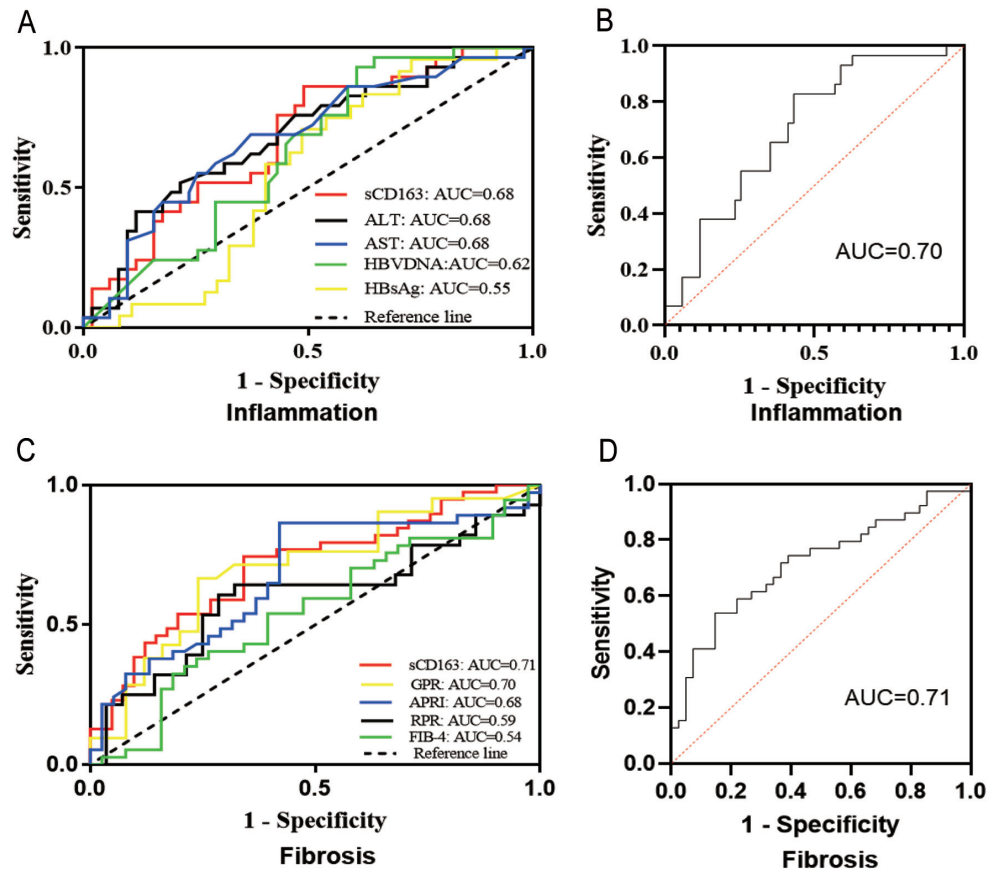 A
1.0
0.5
0.0
0.0
0.5
1.0
Sensitivity
sCD163: AUC=0.68
ALT: AUC=0.68
AST: AUC=0.68
HBVDNA:AUC=0.62
HBsAg: AUC=0.55
Reference line
1 - Specificity
Inflammation
B
1.0
0.8
0.6
0.4
0.2
0.0
0.0
0.5
1.0
Sensitivity
AUC=0.70
1 - Specificity
Inflammation
C
1.0
0.5
0.0
0.0
0.5
1.0
Sensitivity
sCD163: AUC=0.71
GPR: AUC=0.70
APRI: AUC=0.68
RPR: AUC=0.59
FIB-4: AUC=0.54
Reference line
1 - Specificity
Fibrosis
D
1.0
0.8
0.6
0.4
0.2
0.0
0.0
0.2
0.4
0.6
0.8
1.0
Sensitivity
AUC=0.71
1 - Specificity
Fibrosis